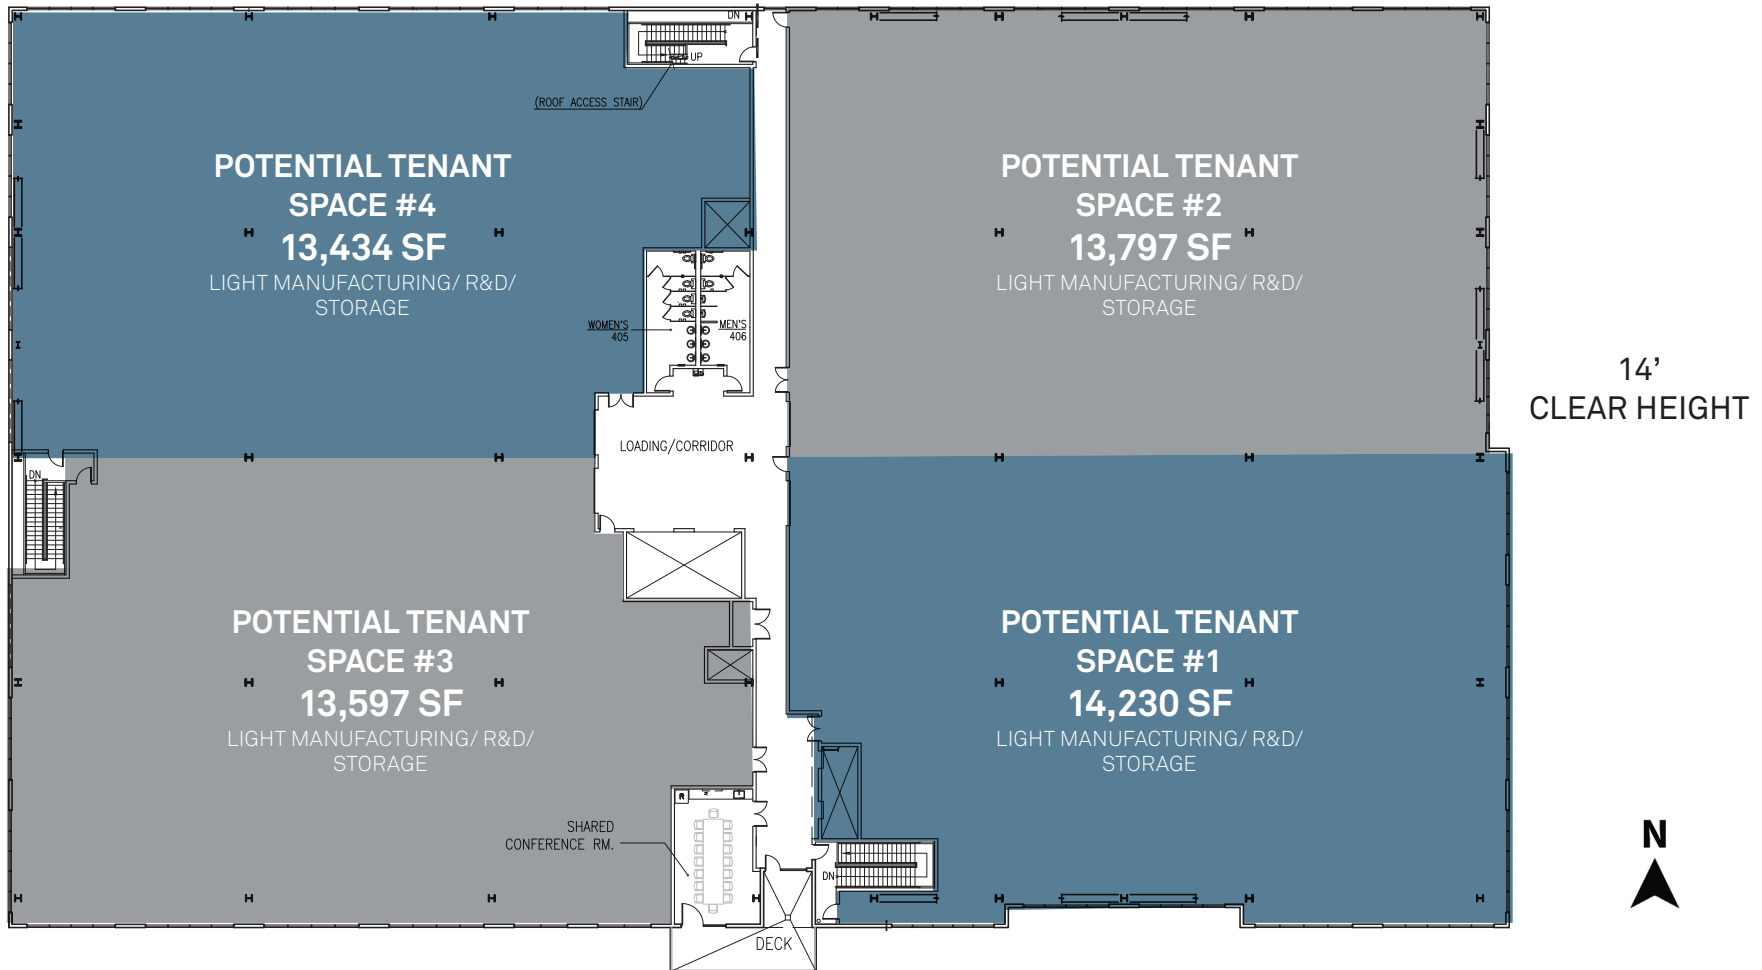 DN
UP
(ROOF ACCESS STAIR)
POTENTIAL TENANT
SPACE #4
13,434 SF
LIGHT MANUFACTURING/ R&D/
STORAGE
POTENTIAL TENANT
SPACE #2
13,797 SF
LIGHT MANUFACTURING/ R&D/
STORAGE
WOMEN'S
405
MEN'S
406
14'
CLEAR HEIGHT
LOADING/CORRIDOR
DN
POTENTIAL TENANT
SPACE #3
13,597 SF
LIGHT MANUFACTURING/ R&D/
STORAGE
POTENTIAL TENANT
SPACE #1
14,230 SF
LIGHT MANUFACTURING/ R&D/
STORAGE
SHARED
CONFERENCE RM.
DN
DECK
N